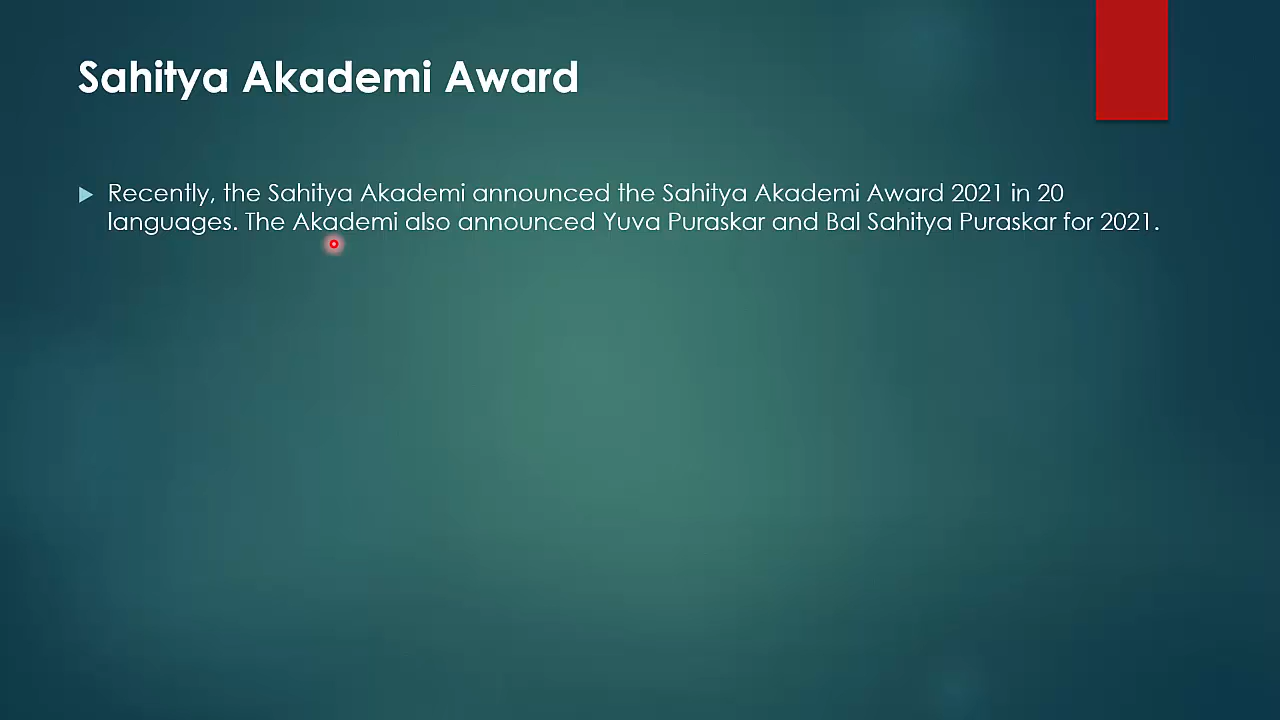 Sahitya Akademi Award
Recently, the Sahitya Akademi announced the Sahitya Akademi Award 2021 in 20
languages. The Akademi also announced Yuva Puraskar and Bal Sahitya Puraskar for 2021.